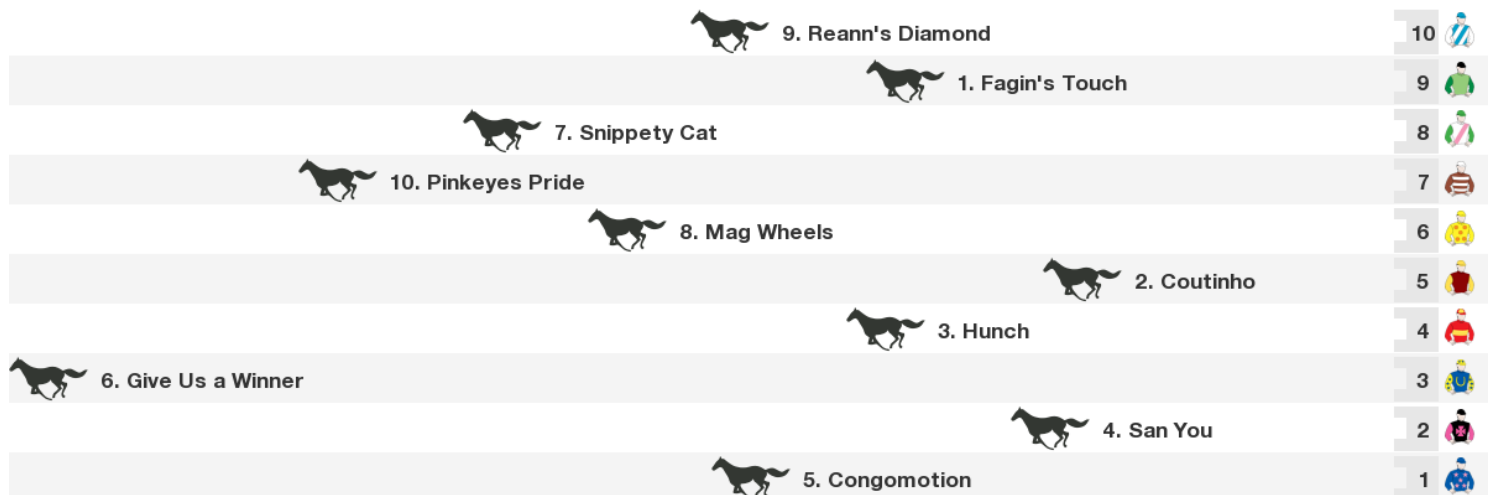 9. Reann's Diamond 10
1. Fagin's Touch 9
7. Snippety Cat 8
10. Pinkeyes Pride 7
8. Mag Wheels 6
2. Coutinho 5
3. Hunch 4
6. Give Us a Winner 3
4. San You 2
5. Congomotion 1